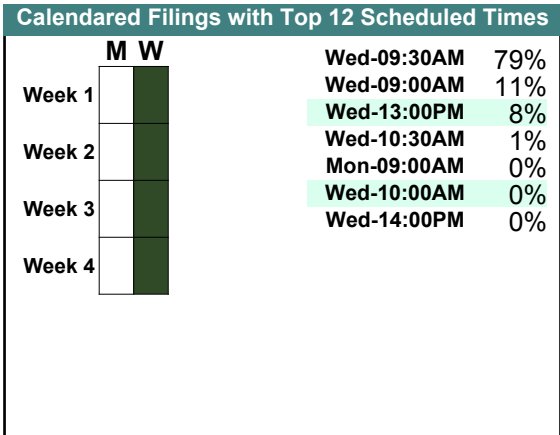 Calendared Filings with Top 12 Scheduled Times
M W
Week 1
Week 2
Week 3
Week 4
Wed-09:30AM 79%
Wed-09:00AM 11%
Wed-13:00PM 8%
Wed-10:30AM 1%
Mon-09:00AM 0%
Wed-10:00AM 0%
Wed-14:00PM 0%